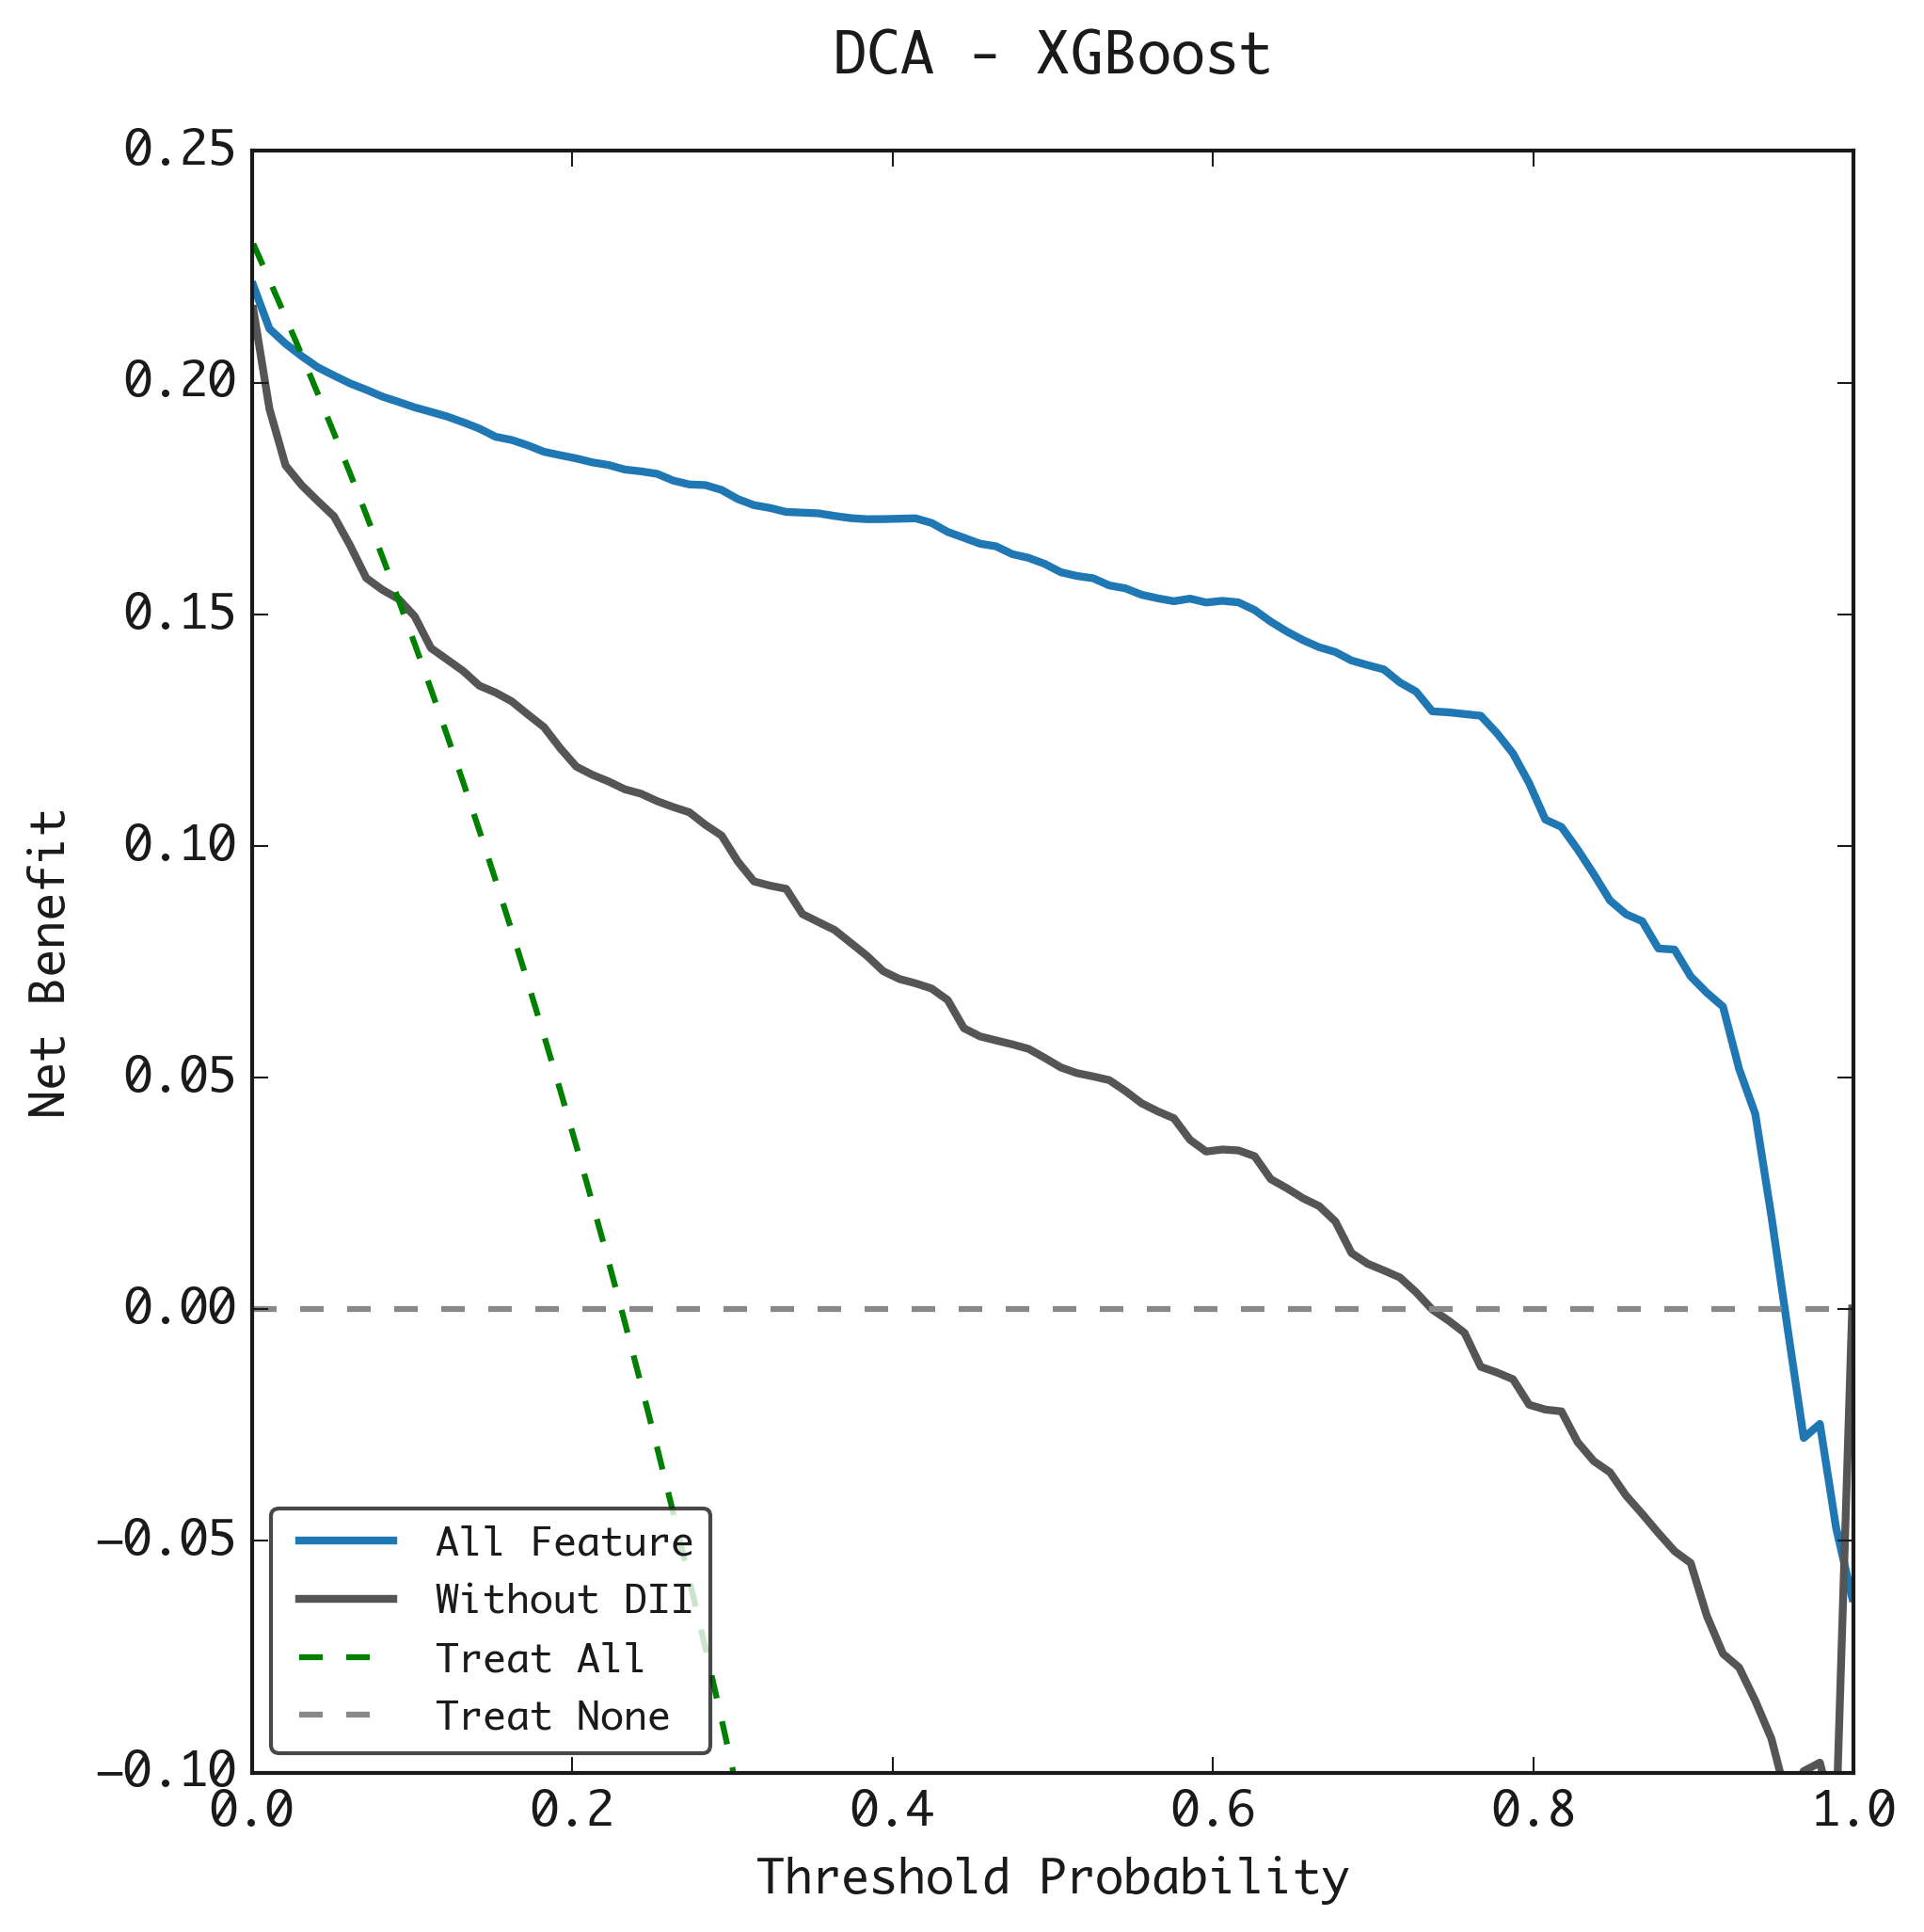 DCA - XGBoost
0.25
0.20
0.15
0.10
0.05
0.00
−0.05
−0.10
Net Benefit
All Feature
Without DII
Treat All
Treat None
0.0 0.2 0.4 0.6 0.8 1.0
Threshold Probability